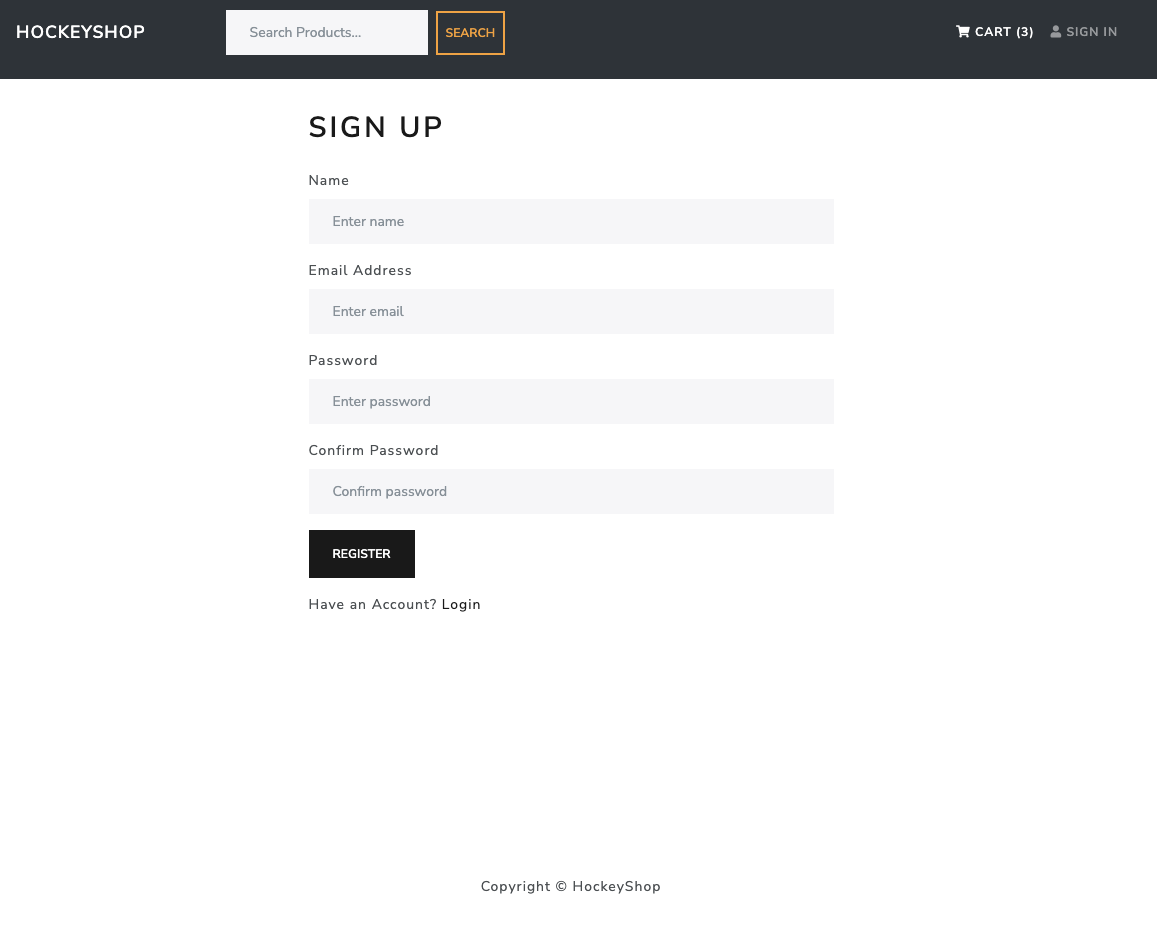 HOCKEYSHOP
Search Products...
SEARCH
CART (3)
SIGN IN
SIGN UP
Name
Enter name
Email Address
Enter email
Password
Enter password
Confirm Password
Confirm password
REGISTER
Have an Account? Login
Copyright © HockeyShop